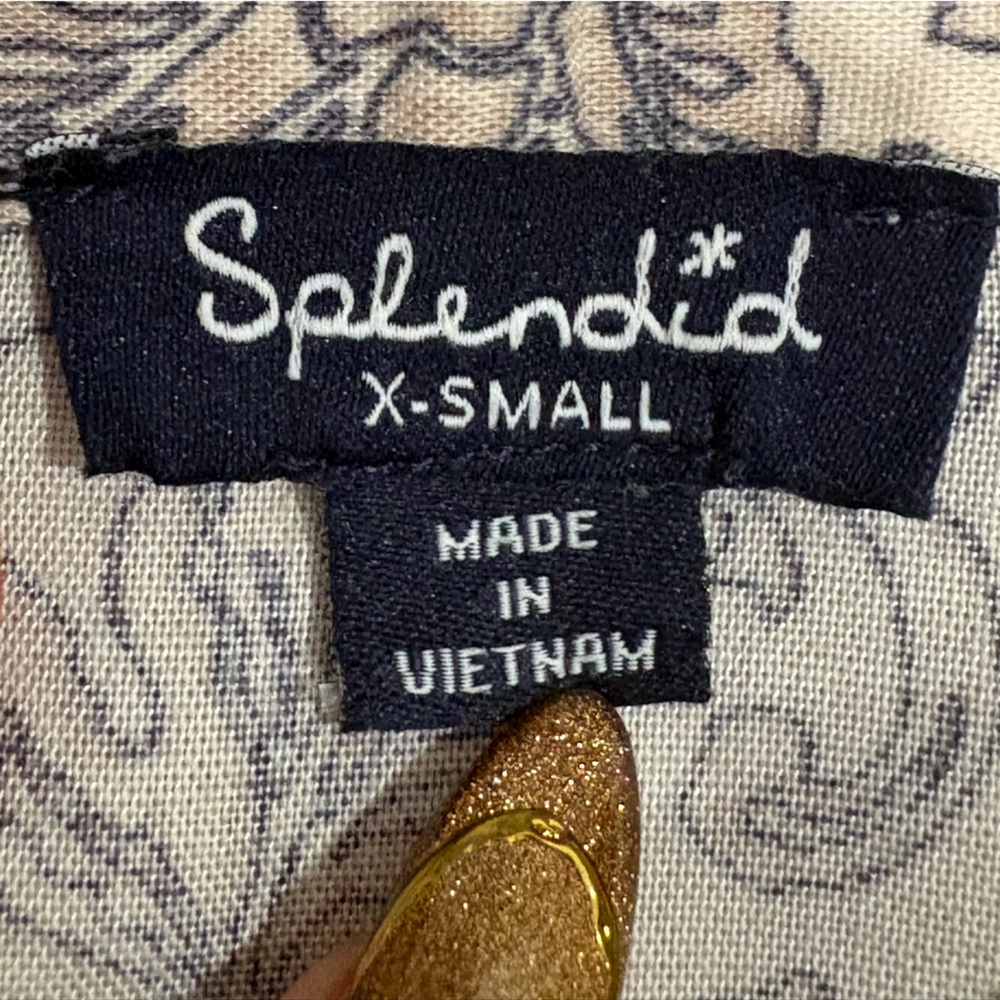 Splendid
X-SMALL
MADE
IN
VIETNAM